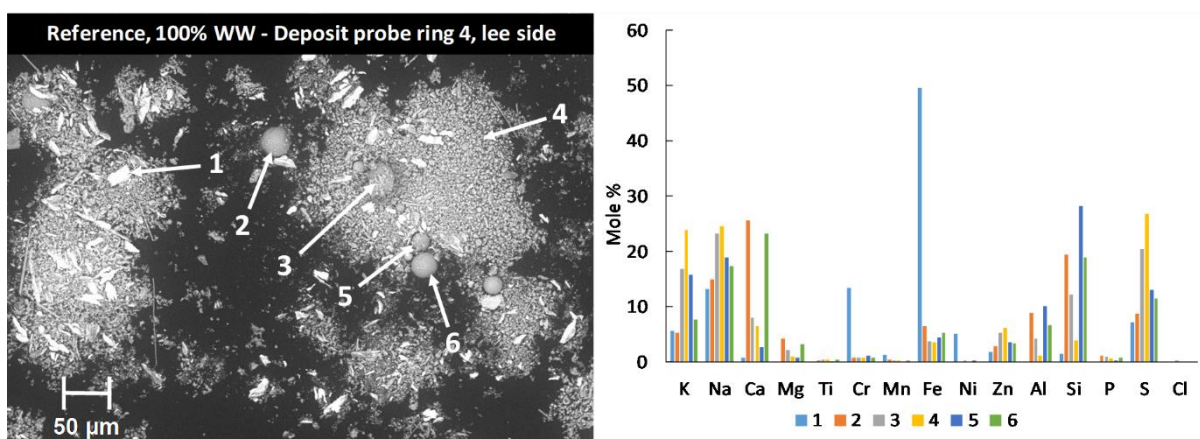 Reference, 100% WW - Deposit probe ring 4, lee side
1
2
3
4
5
6
50 µm
Mole %
60
50
40
30
20
10
0
K Na Ca Mg Ti Cr Mn Fe Ni Zn Al Si P S Cl
1 2 3 4 5 6